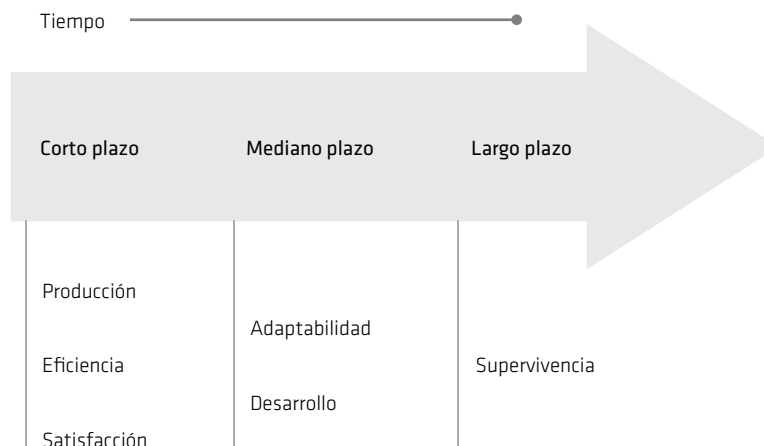 Tiempo
Corto plazo
Mediano plazo
Largo plazo
Producción
Eficiencia
Satisfacción
Adaptabilidad
Desarrollo
Supervivencia